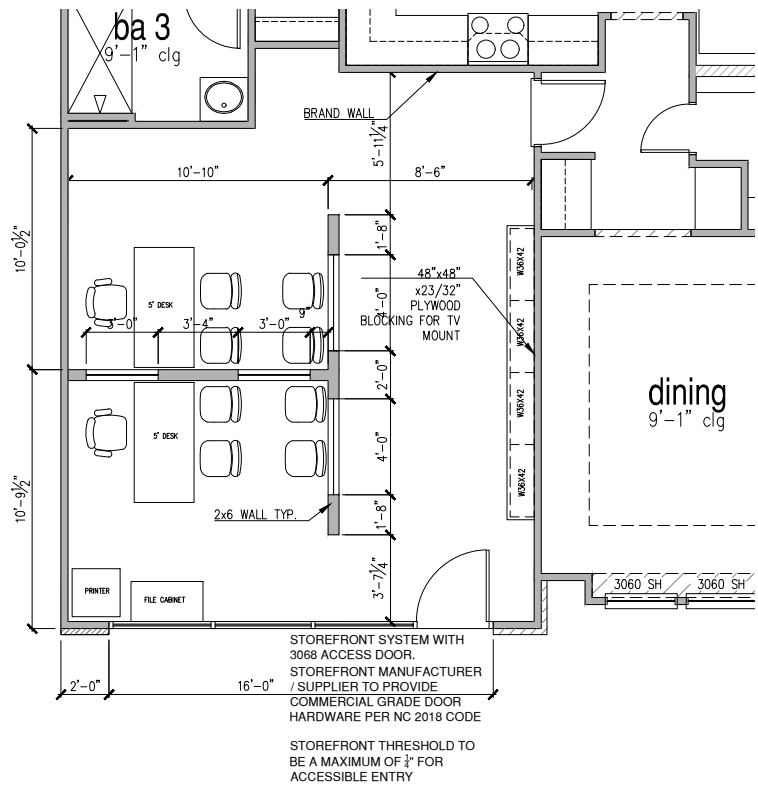 ba 3
9'-1" clg
BRAND WALL
5'-11¼"
10'-10"
8'-6"
10'-0½"
1'-8"
48"x48"
x23/32"
PLYWOOD
BLOCKING FOR TV
MOUNT
4'-0"
W36X42
W36X42
W36X42
W36X42
5' DESK
9"
3'-0"
3'-4"
3'-0"
2'-0"
dining
9'-1" clg
5' DESK
4'-0"
10'-9½"
2x6 WALL TYP.
1'-8"
3'-7¼"
PRINTER
FILE CABINET
3060 SH
3060 SH
STOREFRONT SYSTEM WITH
3068 ACCESS DOOR.
STOREFRONT MANUFACTURER
/ SUPPLIER TO PROVIDE
COMMERCIAL GRADE DOOR
HARDWARE PER NC 2018 CODE
2'-0"
16'-0"
STOREFRONT THRESHOLD TO
BE A MAXIMUM OF ¼" FOR
ACCESSIBLE ENTRY